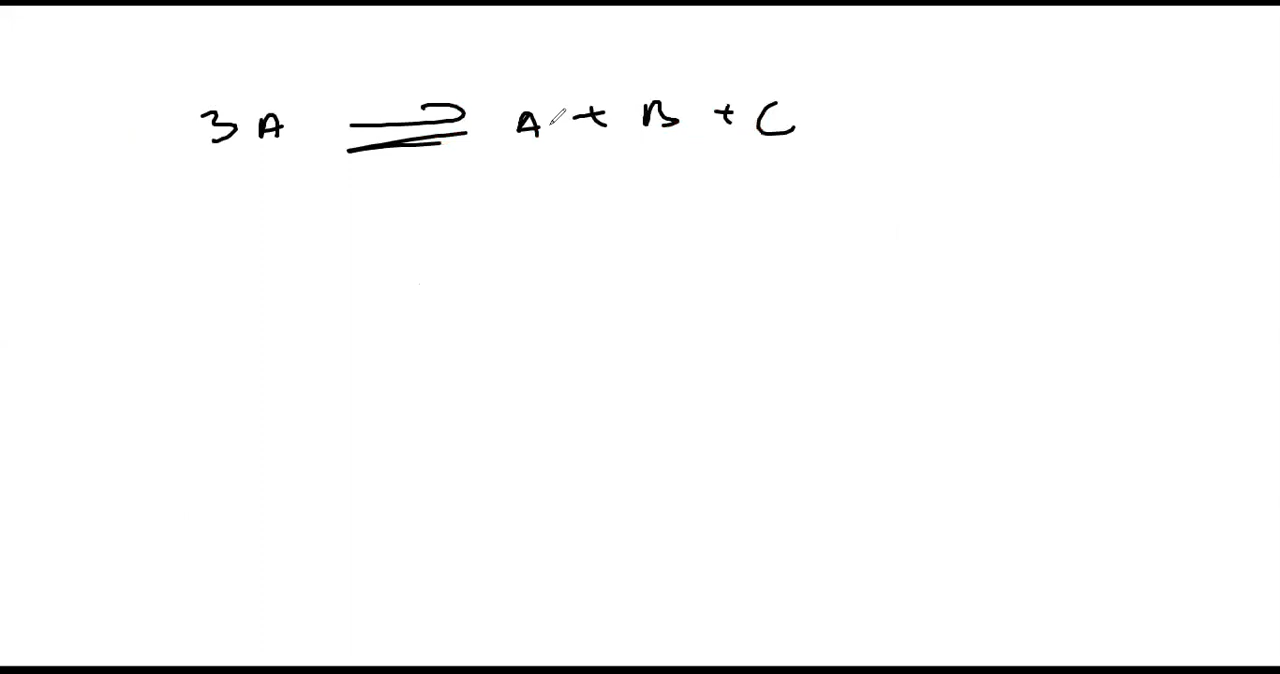 3A ⇌ A + B + C